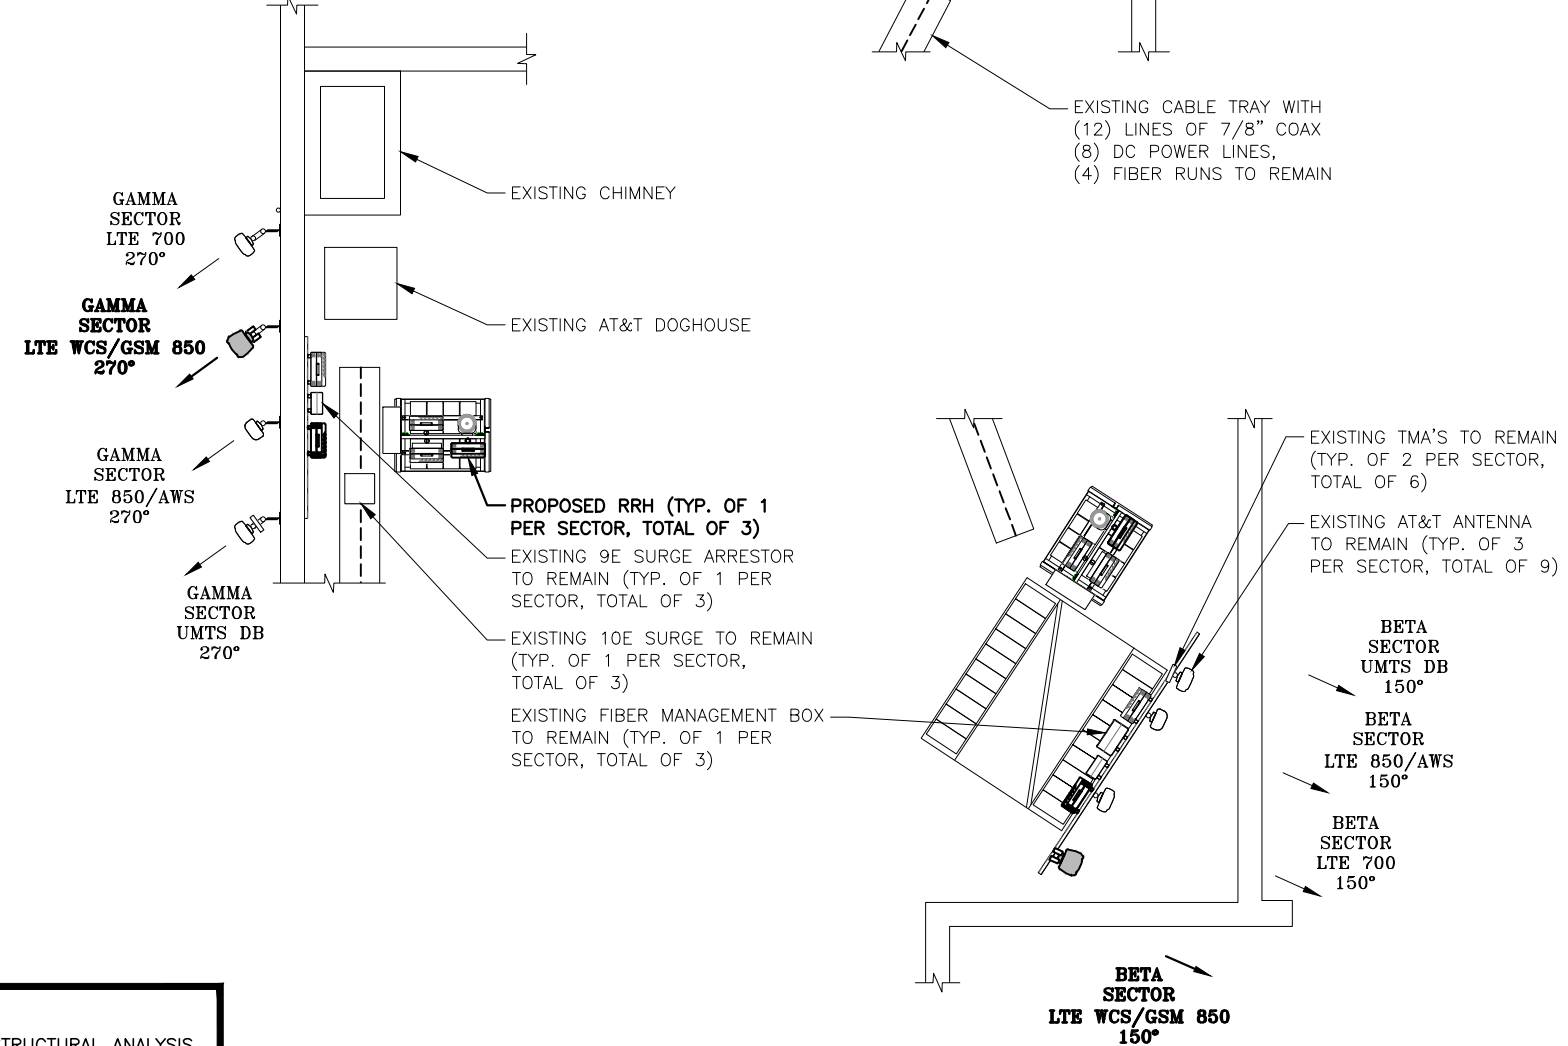 EXISTING CABLE TRAY WITH
(12) LINES OF 7/8" COAX
(8) DC POWER LINES,
(4) FIBER RUNS TO REMAIN
EXISTING CHIMNEY
GAMMA
SECTOR
LTE 700
270°
EXISTING AT&T DOGHOUSE
GAMMA
SECTOR
LTE WCS/GSM 850
270°
GAMMA
SECTOR
LTE 850/AWS
270°
GAMMA
SECTOR
UMTS DB
270°
PROPOSED RRH (TYP. OF 1
PER SECTOR, TOTAL OF 3)
EXISTING 9E SURGE ARRESTOR
TO REMAIN (TYP. OF 1 PER
SECTOR, TOTAL OF 3)
EXISTING 10E SURGE TO REMAIN
(TYP. OF 1 PER SECTOR,
TOTAL OF 3)
EXISTING FIBER MANAGEMENT BOX
TO REMAIN (TYP. OF 1 PER
SECTOR, TOTAL OF 3)
EXISTING TMA'S TO REMAIN
(TYP. OF 2 PER SECTOR,
TOTAL OF 6)
EXISTING AT&T ANTENNA
TO REMAIN (TYP. OF 3
PER SECTOR, TOTAL OF 9)
BETA
SECTOR
UMTS DB
150°
BETA
SECTOR
LTE 850/AWS
150°
BETA
SECTOR
LTE 700
150°
BETA
SECTOR
LTE WCS/GSM 850
150°
TRUCTURAL ANALYSIS